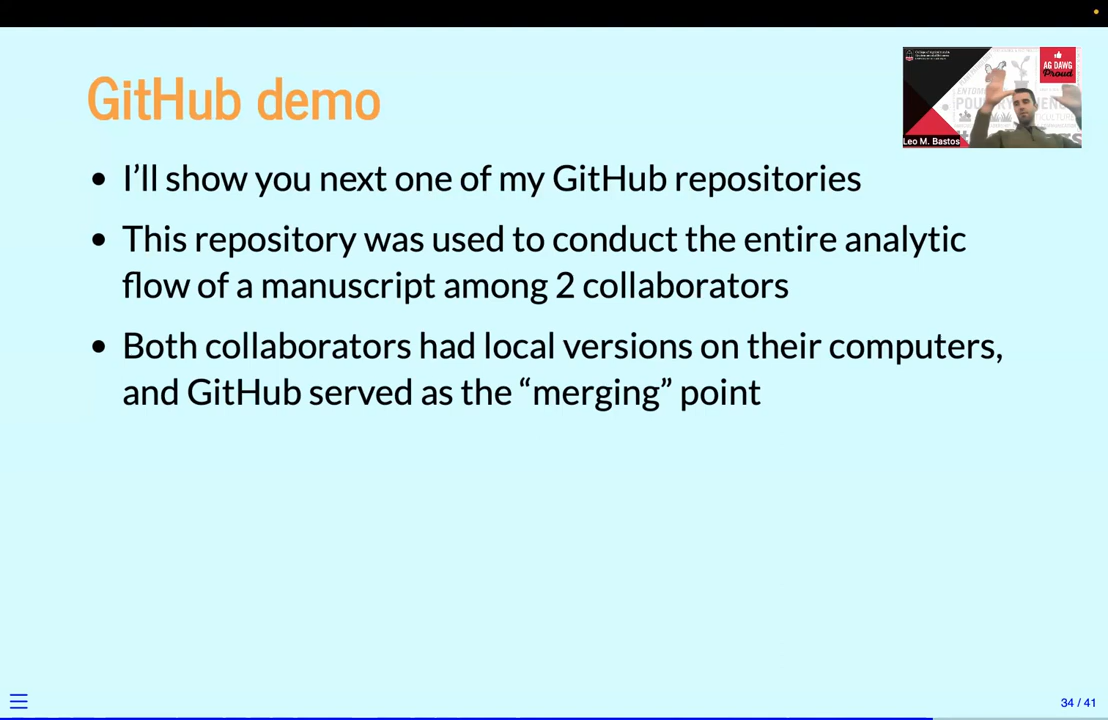 GitHub demo
AG DAWG
Proud
Leo M. Bastos
• I’ll show you next one of my GitHub repositories
• This repository was used to conduct the entire analytic
flow of a manuscript among 2 collaborators
• Both collaborators had local versions on their computers,
and GitHub served as the “merging” point
34 / 41